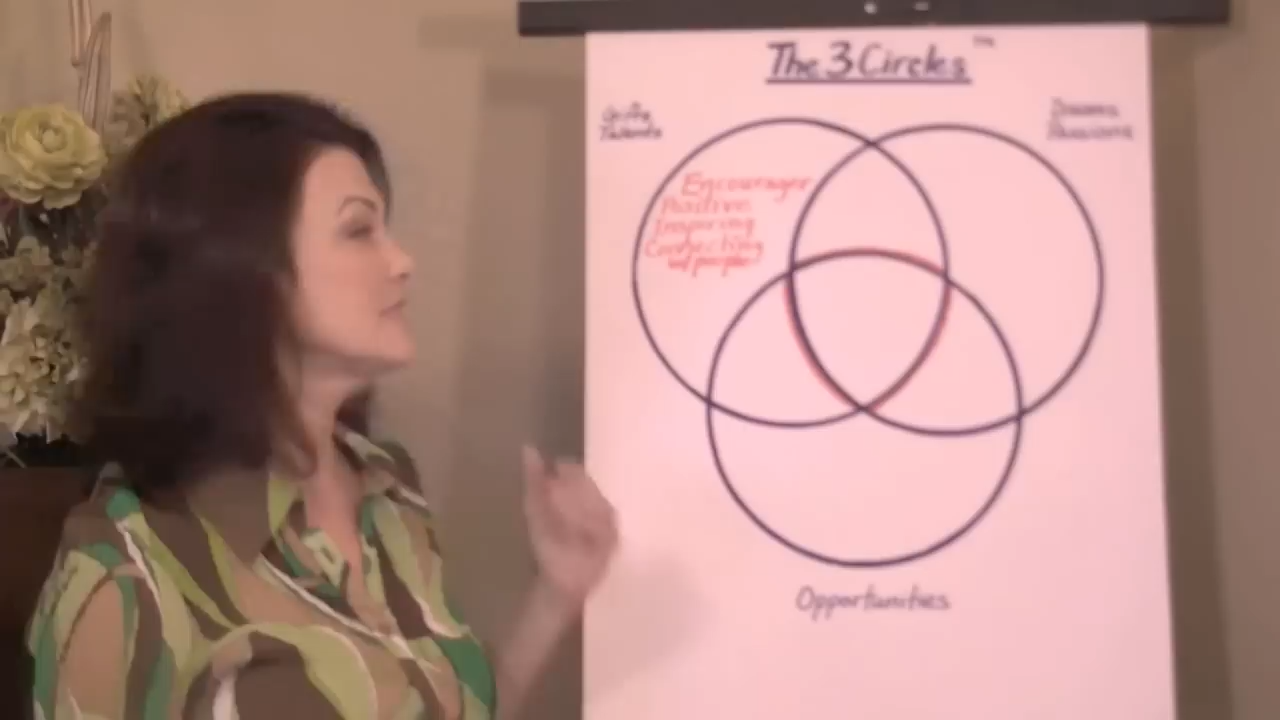 The 3 Circles™
Gifts
Talents
Dreams
Passions
Encourager
Positive
Inspiring
Connecting
w/ people
Opportunities